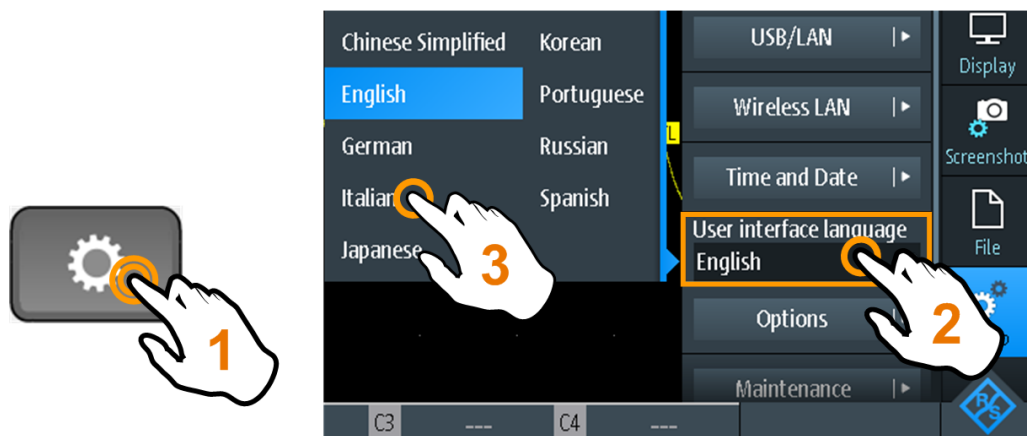 Chinese Simplified
English
German
Italian
Japanese
Korean
Portuguese
Russian
Spanish
USB/LAN
Wireless LAN
Time and Date
User interface language
English
Options
Maintenance
Display
Screenshot
File
1
2
3
C3 ---
C4 ---
R&S